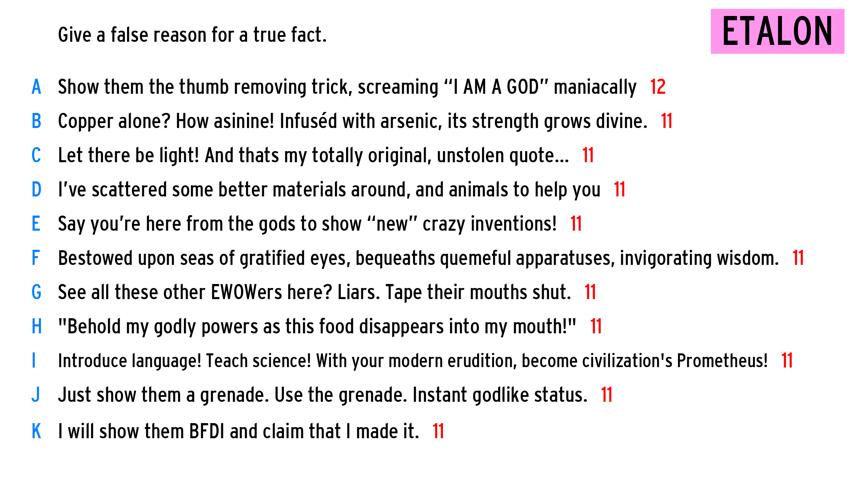 Give a false reason for a true fact.
ETALON
A Show them the thumb removing trick, screaming “I AM A GOD” maniacally 12
B Copper alone? How asinine! Infuséd with arsenic, its strength grows divine. 11
C Let there be light! And thats my totally original, unstolen quote... 11
D I’ve scattered some better materials around, and animals to help you 11
E Say you’re here from the gods to show “new” crazy inventions! 11
F Bestowed upon seas of gratified eyes, bequeaths quemeful apparatuses, invigorating wisdom. 11
G See all these other EWOWers here? Liars. Tape their mouths shut. 11
H "Behold my godly powers as this food disappears into my mouth!" 11
I Introduce language! Teach science! With your modern erudition, become civilization's Prometheus! 11
J Just show them a grenade. Use the grenade. Instant godlike status. 11
K I will show them BFDI and claim that I made it. 11